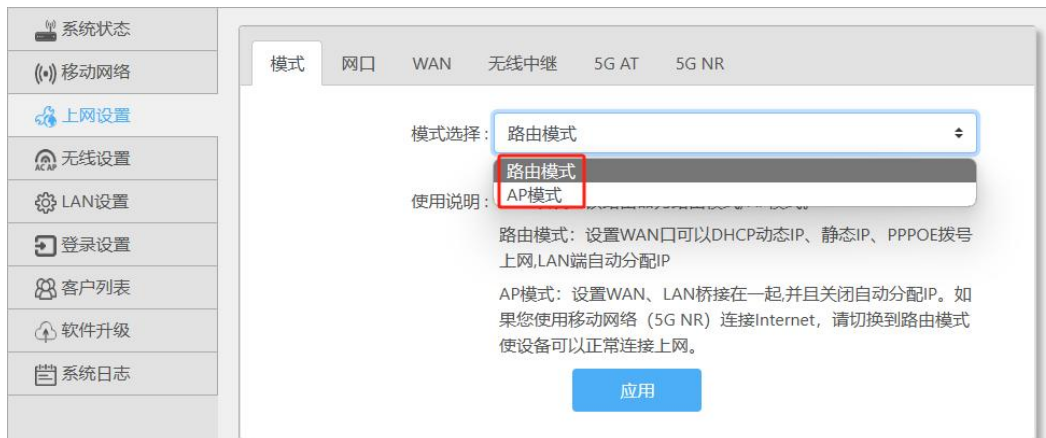 系统状态
移动网络
上网设置
无线设置
LAN设置
登录设置
客户列表
软件升级
系统日志
模式 网口 WAN 无线中继 5G AT 5G NR
模式选择: 路由模式
路由模式
AP模式
使用说明:
路由模式：设置WAN口可以DHCP动态IP、静态IP、PPPOE拨号
上网,LAN端自动分配IP
AP模式：设置WAN、LAN桥接在一起,并且关闭自动分配IP。如
果您使用移动网络（5G NR）连接Internet，请切换到路由模式
使设备可以正常连接上网。
应用